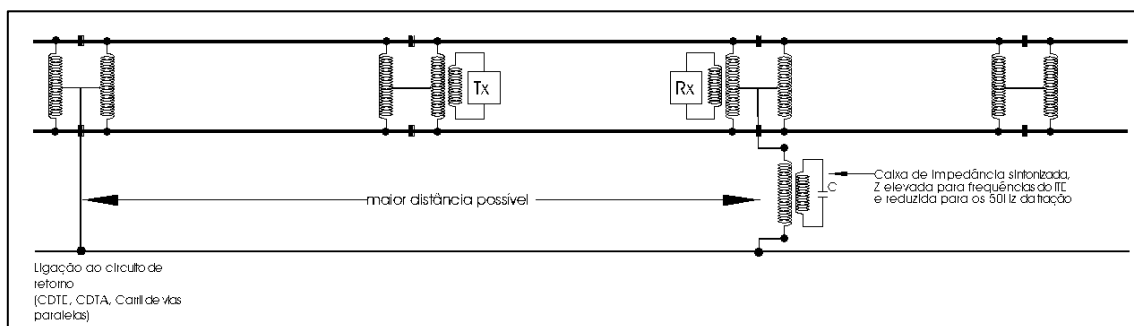 Tx
Rx
C
Caixa de Impedância sintonizada,
Z elevada para frequências do ITE
e reduzida para os 50Hz da tração
maior distância possível
Ligação ao circuito de
retorno
(CDTE, CDTA, Carril de vias
paralelas)